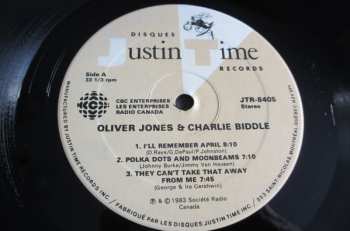 DISQUES
Justin Time
RECORDS
Side A
33 1/3 rpm
CBC ENTERPRISES
LES ENTREPRISES
RADIO CANADA
JTR-8405
Stereo
OLIVER JONES & CHARLIE BIDDLE
1. I'LL REMEMBER APRIL 8:10
(D.Raye/G.DePaul/P.Johnston)
2. POLKA DOTS AND MOONBEAMS 7:10
(Johnny Burke/Jimmy Van Heusen)
3. THEY CAN'T TAKE THAT AWAY
FROM ME 7:45
(George & Ira Gershwin)
℗ & © 1983 Société Radio
Canada
MANUFACTURED BY JUSTIN TIME RECORDS INC / FABRIQUÉ PAR LES DISQUES JUSTIN TIME INC